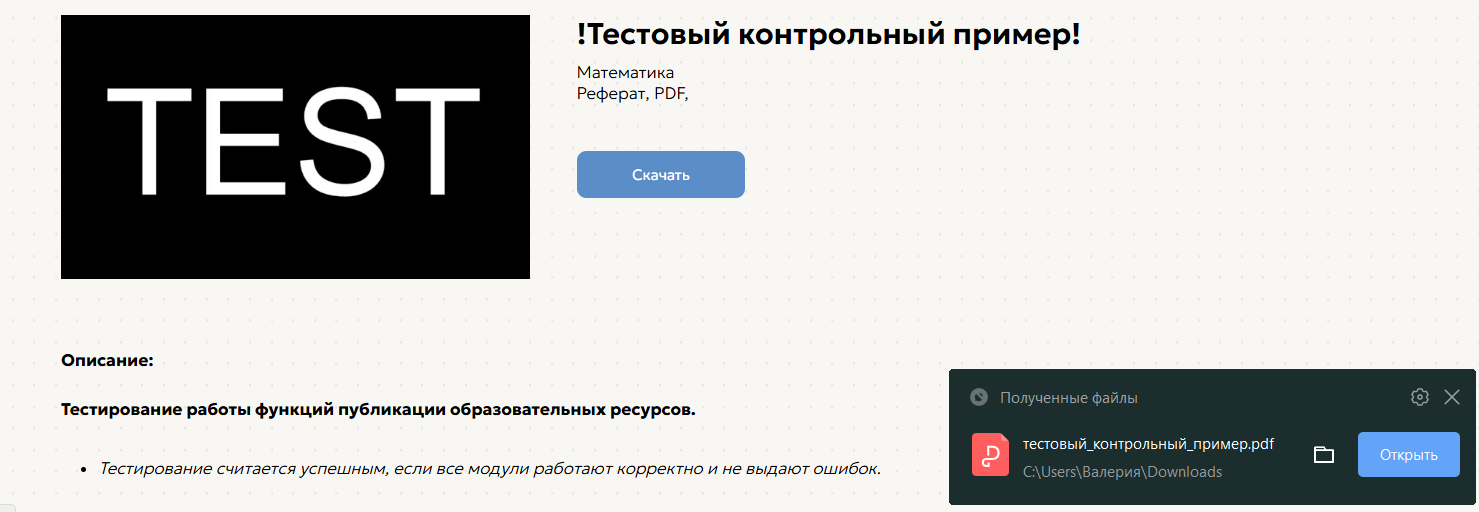 TEST
!Тестовый контрольный пример!
Математика
Реферат, PDF,
Скачать
Описание:
Тестирование работы функций публикации образовательных ресурсов.
• Тестирование считается успешным, если все модули работают корректно и не выдают ошибок.
Полученные файлы
тестовый_контрольный_пример.pdf
C:\Users\Валерия\Downloads
Открыть